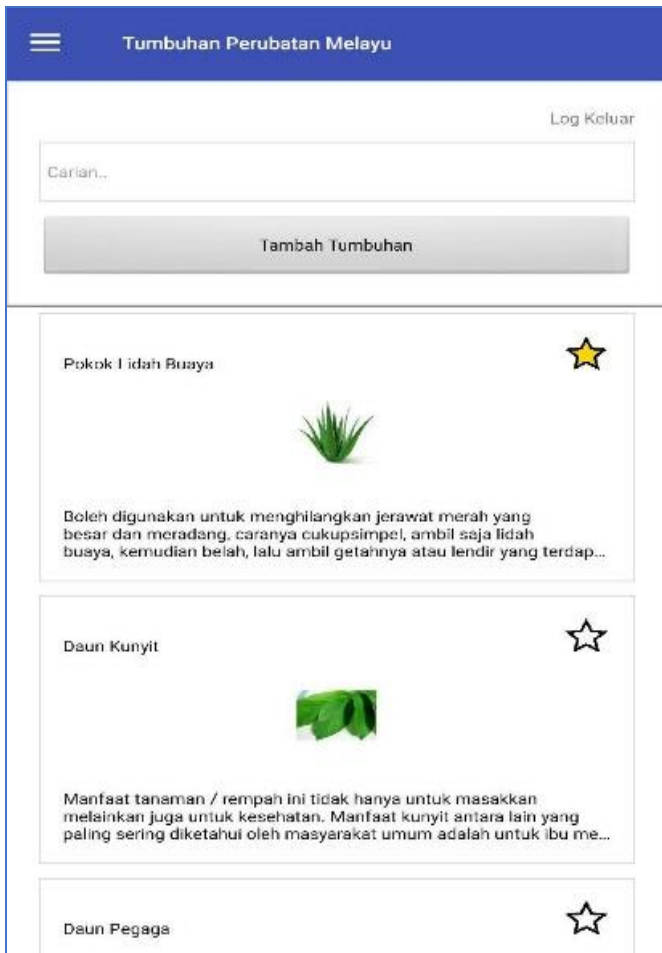 Tumbuhan Perubatan Melayu
Log Keluar
Carian..
Tambah Tumbuhan
Pokok Lidah Buaya
Boleh digunakan untuk menghilangkan jerawat merah yang
besar dan meradang, caranya cukupsimpel, ambil saja lidah
buaya, kemudian belah, lalu ambil getahnya atau lendir yang terdap...
Daun Kunyit
Manfaat tanaman / rempah ini tidak hanya untuk masakkan
melainkan juga untuk kesehatan. Manfaat kunyit antara lain yang
paling sering diketahui oleh masyarakat umum adalah untuk ibu me...
Daun Pegaga